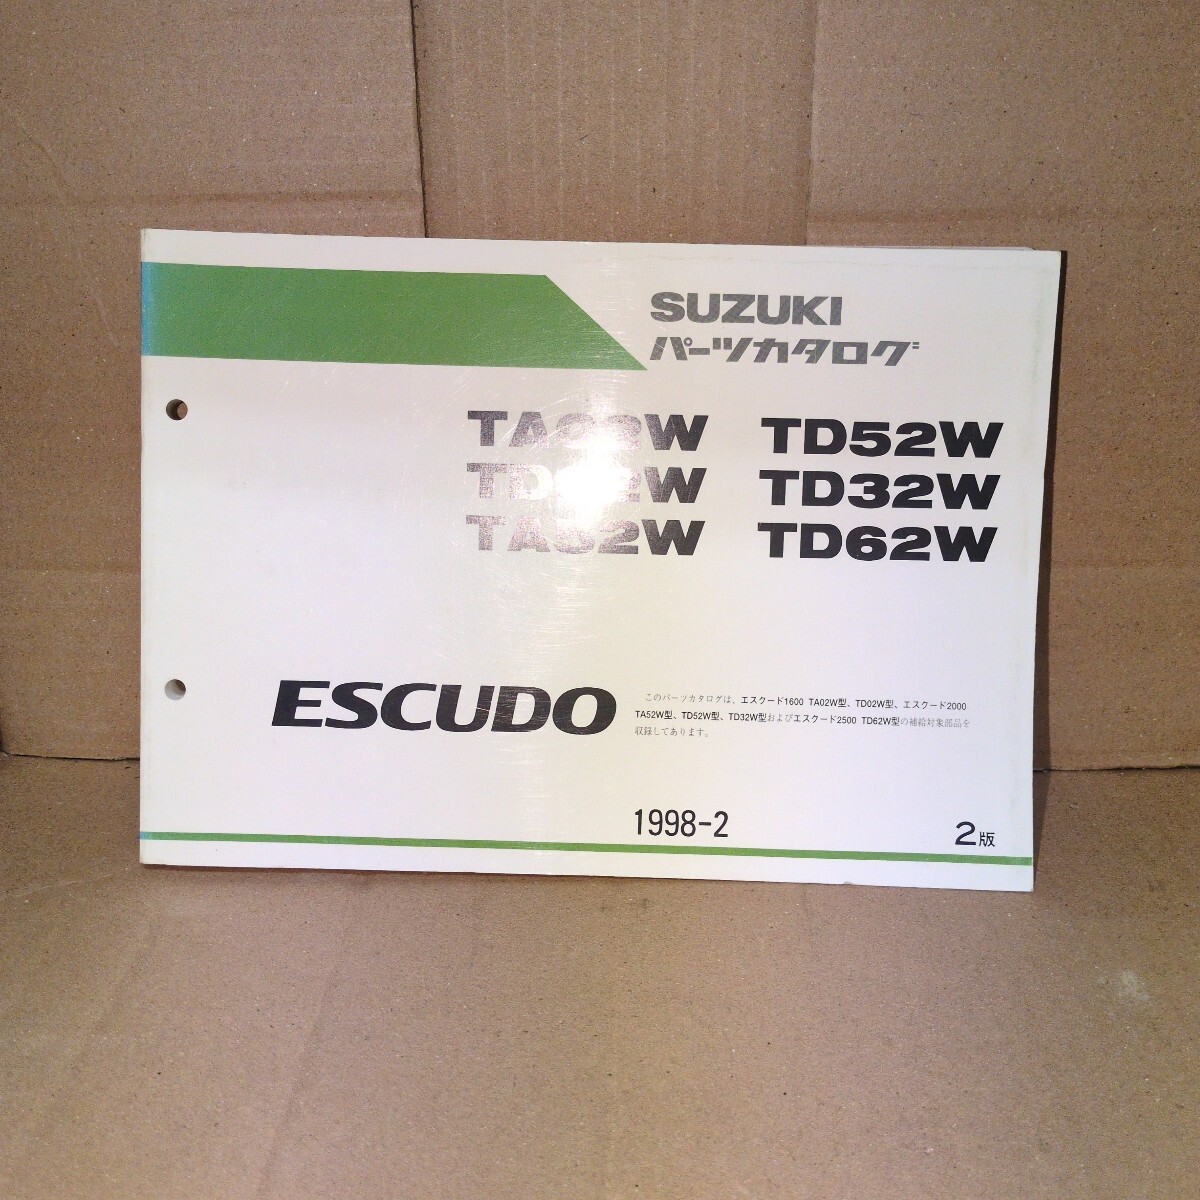 SUZUKI
パーツカタログ
TA02W TD52W
TD02W TD32W
TA52W TD62W
ESCUDO
このパーツカタログは、エスクード1600 TA02W型、TD02W型、エスクード2000
TA52W型、TD52W型、TD32W型およびエスクード2500 TD62W型の補給対象部品を
収録してあります。
1998-2
2版